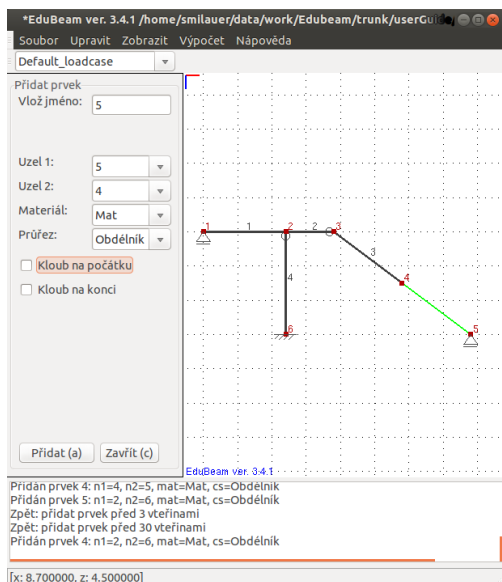 *EduBeam ver. 3.4.1 /home/smilauer/data/work/Edubeam/trunk/userGui
Soubor Upravit Zobrazit Výpočet Nápověda
Default_loadcase
Přidat prvek
Vlož jméno: 5
Uzel 1: 5
Uzel 2: 4
Materiál: Mat
Průřez: Obdélník
Kloub na počátku
Kloub na konci
Přidat (a) Zavřít (c)
1 1 2 2 3
3
4 4
5
6
EduBeam ver. 3.4.1
Přidán prvek 4: n1=4, n2=5, mat=Mat, cs=Obdélník
Přidán prvek 5: n1=2, n2=6, mat=Mat, cs=Obdélník
Zpět: přidat prvek před 3 vteřinami
Zpět: přidat prvek před 30 vteřinami
Přidán prvek 4: n1=2, n2=6, mat=Mat, cs=Obdélník
[x: 8.700000, z: 4.500000]